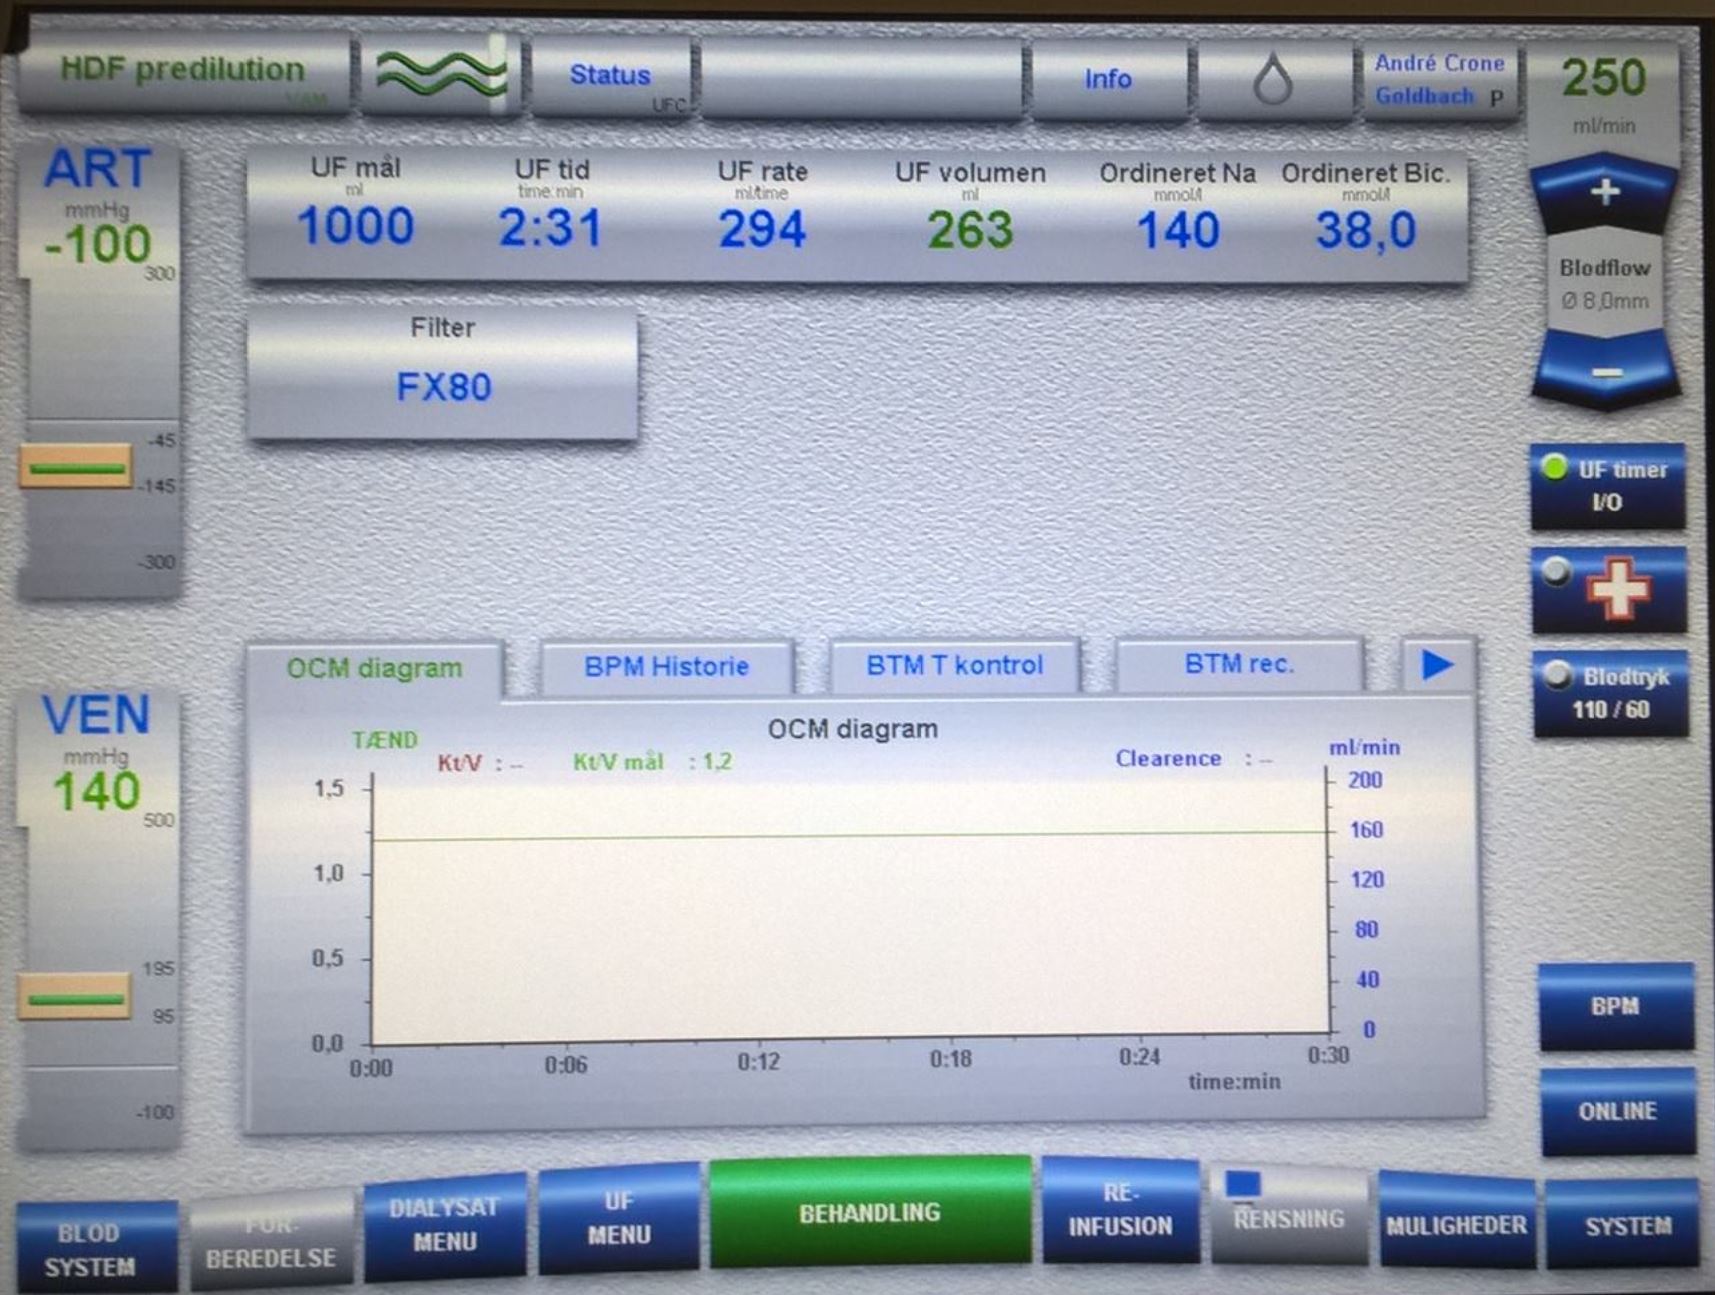 HDF predilution
VAM
Status
UFC
Info
André Crone
Goldbach P
250
ml/min
ART
mmHg
-100
300
-45
-145
-300
UF mål
ml
1000
UF tid
time:min
2:31
UF rate
ml/time
294
UF volumen
ml
263
Ordineret Na
mmol/l
140
Ordineret Bic.
mmol/l
38,0
+
Blodflow
Ø 8,0mm
−
Filter
FX80
UF timer
I/O
Blodtryk
110 / 60
VEN
mmHg
140
500
195
95
-100
OCM diagram
BPM Historie
BTM T kontrol
BTM rec.
OCM diagram
TÆND
Kt/V : --
Kt/V mål : 1,2
Clearence : --
ml/min
1,5
1,0
0,5
0,0
200
160
120
80
40
0
0:00
0:06
0:12
0:18
0:24
0:30
time:min
BPM
ONLINE
BLOD
SYSTEM
FOR-
BEREDELSE
DIALYSAT
MENU
UF
MENU
BEHANDLING
RE-
INFUSION
RENSNING
MULIGHEDER
SYSTEM